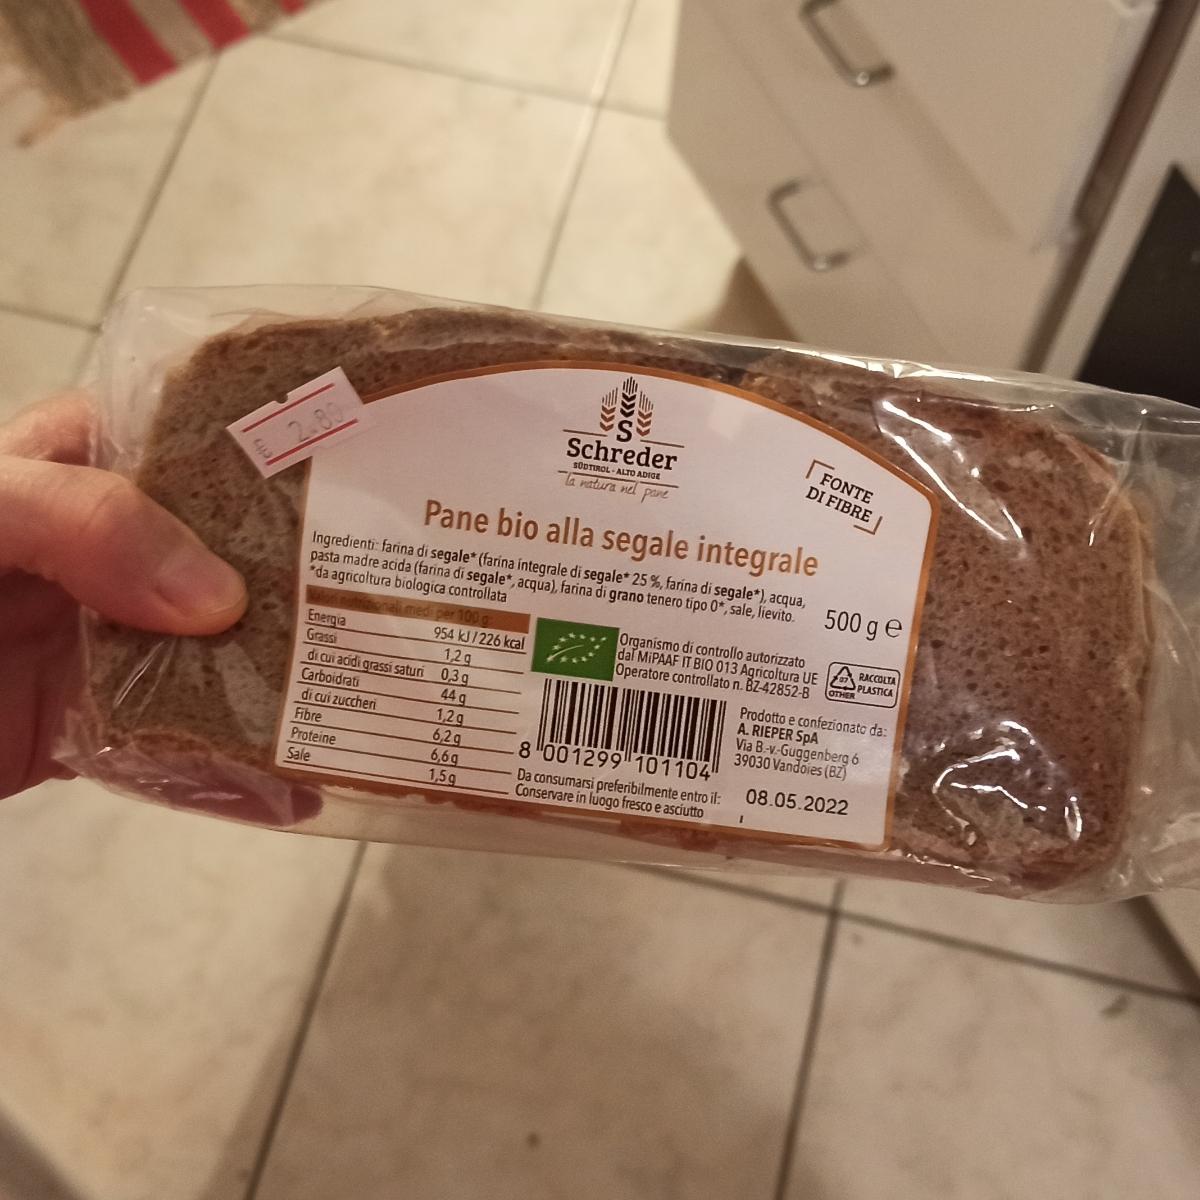 2.80
S
Schreder
SÜDTIROL - ALTO ADIGE
la natura nel pane
FONTE
DI FIBRE
Pane bio alla segale integrale
Ingredienti: farina di segale* (farina integrale di segale* 25 %, farina di segale*), acqua,
pasta madre acida (farina di segale*, acqua), farina di grano tenero tipo 0*, sale, lievito.
*da agricoltura biologica controllata
500 g e
Valori nutrizionali medi per 100 g:
Energia 954 kJ / 226 kcal
Grassi 1,2 g
di cui acidi grassi saturi 0,3 g
Carboidrati 44 g
di cui zuccheri 1,2 g
Fibre 6,2 g
Proteine 6,6 g
Sale 1,5 g
Organismo di controllo autorizzato
dal MiPAAF IT BIO 013 Agricoltura UE
Operatore controllato n. BZ-42852-B
07
OTHER
RACCOLTA
PLASTICA
8 001299 101104
Prodotto e confezionato da:
A. RIEPER SpA
Via B.-v.-Guggenberg 6
39030 Vandoies (BZ)
Da consumarsi preferibilmente entro il:
Conservare in luogo fresco e asciutto
08.05.2022